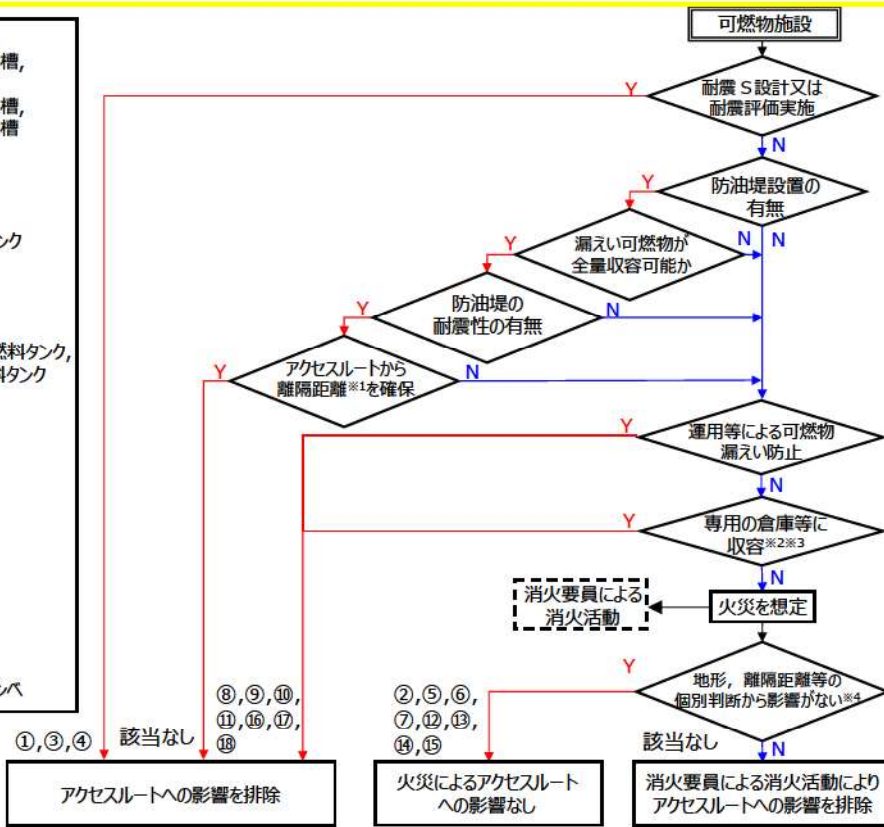 槽,
槽,
槽
ンク
然料タンク,
料タンク
ンベ
可燃物施設
耐震S設計又は
耐震評価実施
Y
N
防油堤設置の
有無
Y
N
漏えい可燃物が
全量収容可能か
Y
N
防油堤の
耐震性の有無
Y
N
アクセスルートから
離隔距離※1を確保
Y
N
運用等による可燃物
漏えい防止
Y
N
専用の倉庫等に
収容※2※3
Y
N
消火要員による
消火活動
火災を想定
地形，離隔距離等の
個別判断から影響がない※4
Y
N
①,③,④
該当なし
⑧,⑨,⑩,
⑪,⑯,⑰,
⑱
②,⑤,⑥,
⑦,⑫,⑬,
⑭,⑮
該当なし
アクセスルートへの影響を排除
火災によるアクセスルート
への影響なし
消火要員による消火活動により
アクセスルートへの影響を排除